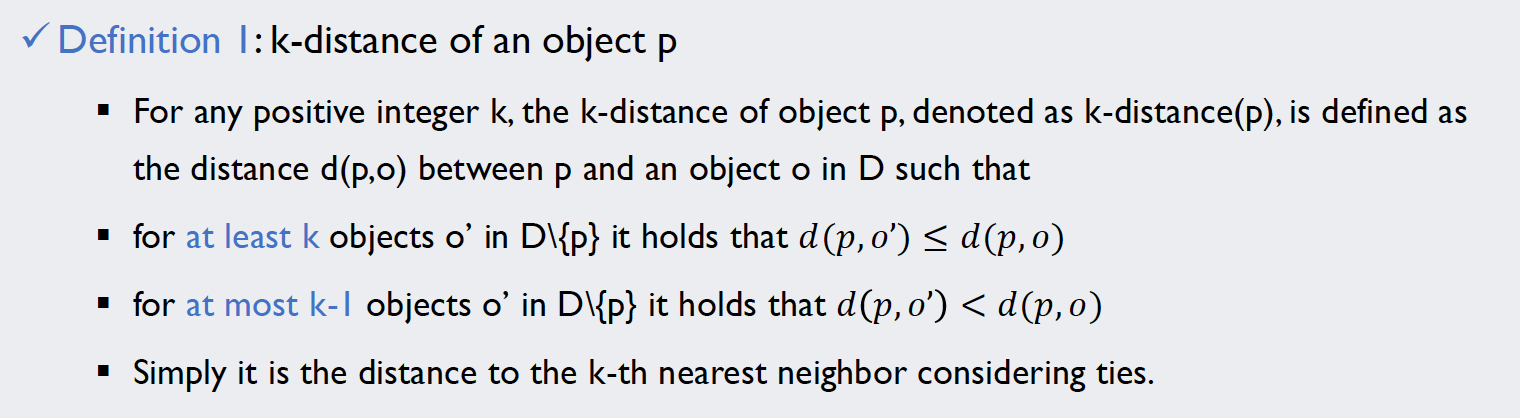 ✓ Definition 1: k-distance of an object p
▪ For any positive integer k, the k-distance of object p, denoted as k-distance(p), is defined as
the distance d(p,o) between p and an object o in D such that
▪ for at least k objects o’ in D\{p} it holds that d(p,o’) ≤ d(p,o)
▪ for at most k-1 objects o’ in D\{p} it holds that d(p,o’) < d(p,o)
▪ Simply it is the distance to the k-th nearest neighbor considering ties.